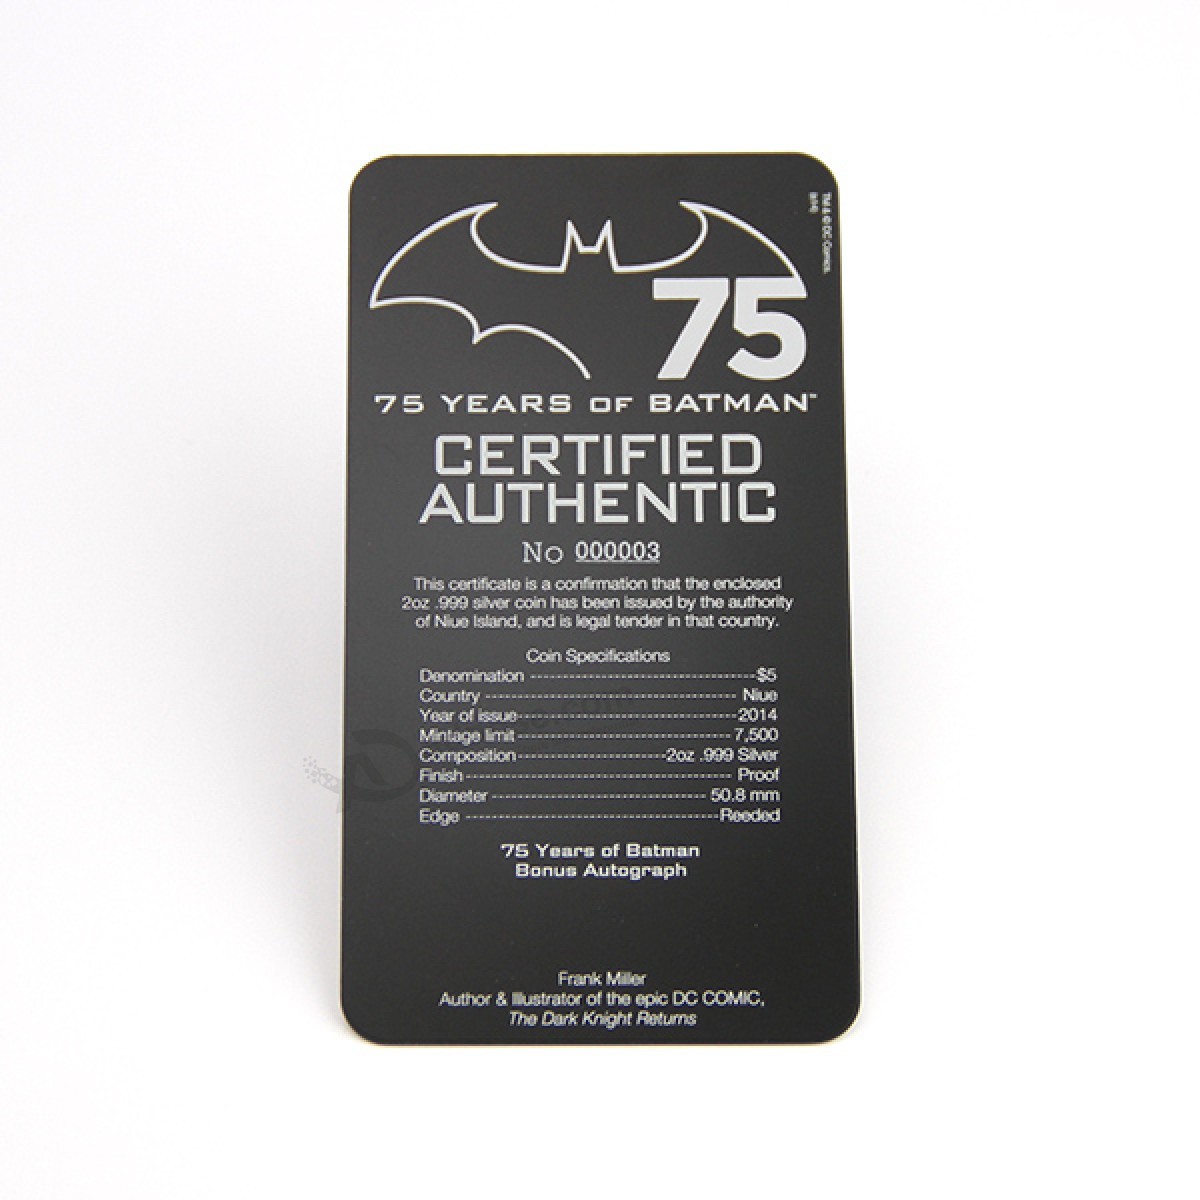 TM & © DC Comics.
(s14)
75
75 YEARS OF BATMAN™
CERTIFIED
AUTHENTIC
No 000003
This certificate is a confirmation that the enclosed
2oz .999 silver coin has been issued by the authority
of Niue Island, and is legal tender in that country.
Coin Specifications
Denomination ------------------------------------$5
Country ---------------------------------------- Niue
Year of issue-----------------------------------2014
Mintage limit---------------------------------- 7,500
Composition-----------------------2oz .999 Silver
Finish------------------------------------------ Proof
Diameter ---------------------------------- 50.8 mm
Edge ----------------------------------------Reeded
75 Years of Batman
Bonus Autograph
Frank Miller
Author & Illustrator of the epic DC COMIC,
The Dark Knight Returns